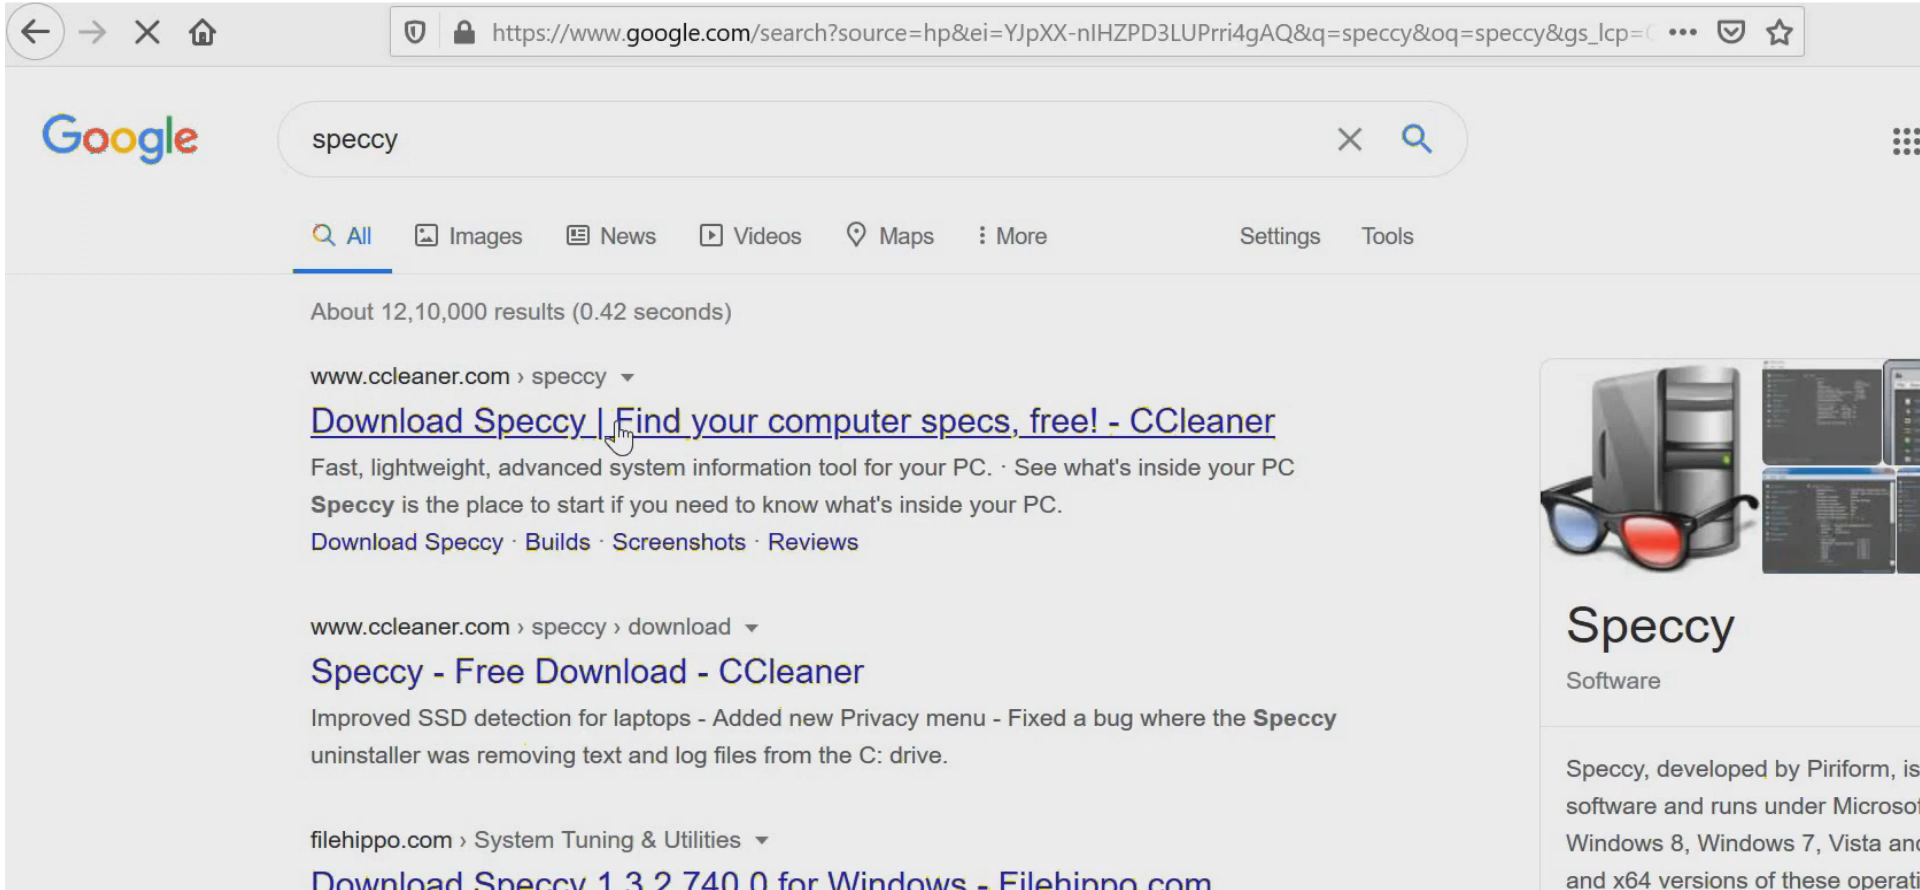 https://www.google.com/search?source=hp&ei=YJpXX-nIHZPD3LUPrri4gAQ&q=speccy&oq=speccy&gs_lcp=
Google
speccy
All Images News Videos Maps More Settings Tools
About 12,10,000 results (0.42 seconds)
www.ccleaner.com › speccy
Download Speccy | Find your computer specs, free! - CCleaner
Fast, lightweight, advanced system information tool for your PC. · See what's inside your PC
Speccy is the place to start if you need to know what's inside your PC.
Download Speccy · Builds · Screenshots · Reviews
www.ccleaner.com › speccy › download
Speccy - Free Download - CCleaner
Improved SSD detection for laptops - Added new Privacy menu - Fixed a bug where the Speccy
uninstaller was removing text and log files from the C: drive.
filehippo.com › System Tuning & Utilities
Download Speccy 1.3.2.740.0 for Windows - Filehippo.com
Speccy
Software
Speccy, developed by Piriform, is
software and runs under Microsof
Windows 8, Windows 7, Vista and
and x64 versions of these operati